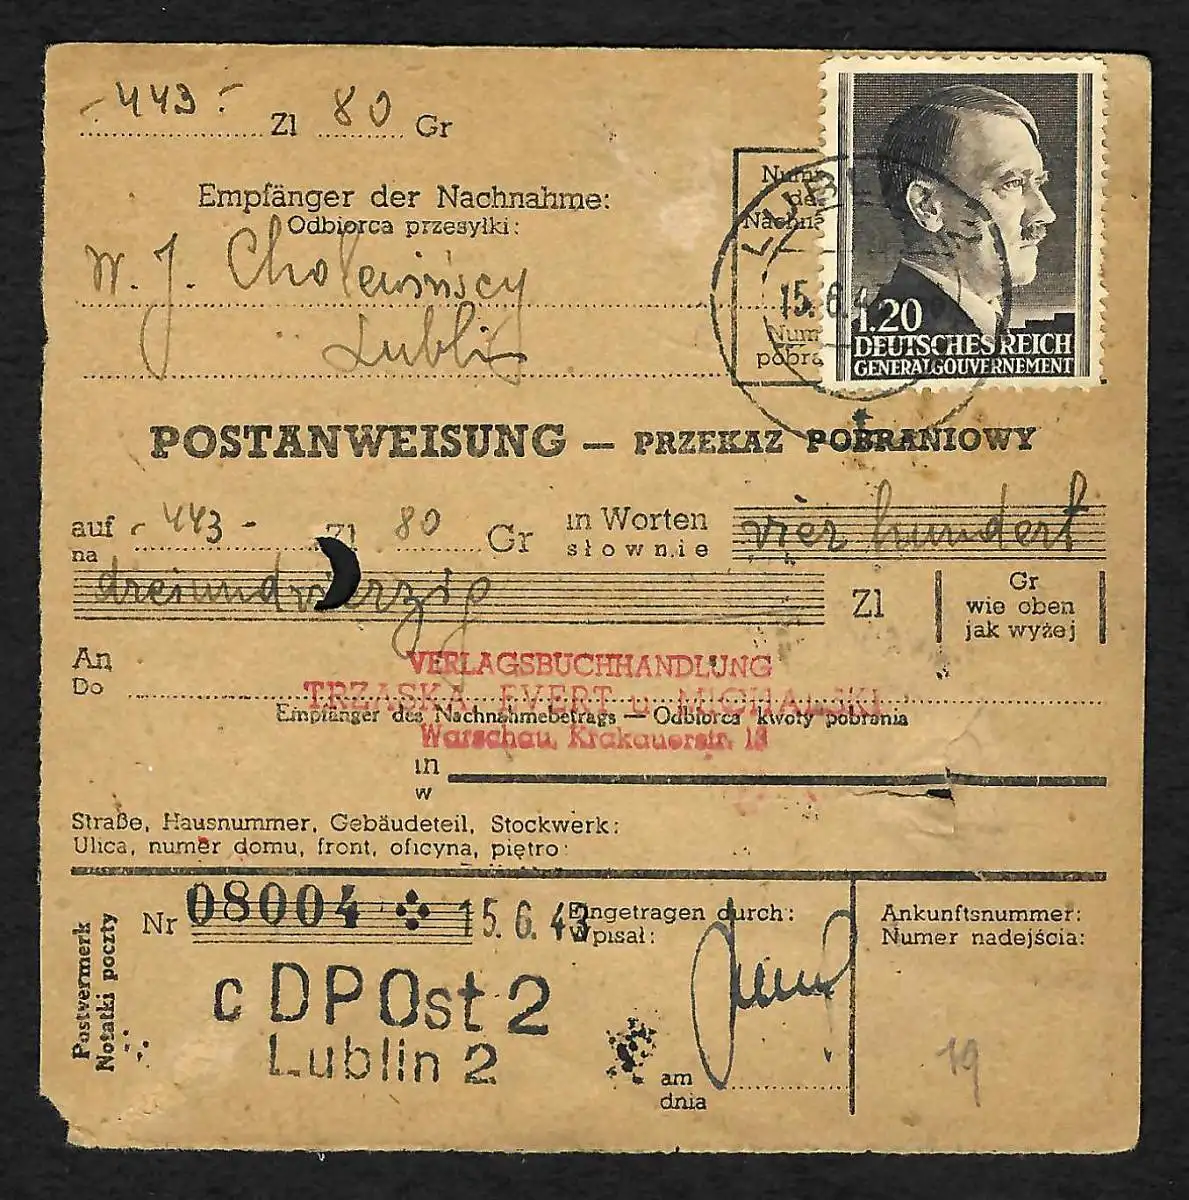 -443.- Zl 80 Gr
Empfänger der Nachnahme:
Odbiorca przesyłki:
W. J. Cholewińscy
Lublin
LUBLIN
15.6.4
1.20
DEUTSCHES REICH
GENERALGOUVERNEMENT
POSTANWEISUNG — PRZEKAZ POBRANIOWY
auf -443- Zl 80 Gr in Worten vier hundert
na słownie
dreiundvierzig Zl Gr
wie oben
jak wyżej
An
Do
VERLAGSBUCHHANDLUNG
TRZASKA, EVERT u. MICHALSKI
Empfänger des Nachnahmebetrags — Odbiorca kwoty pobrania
Warschau, Krakauerstr. 13
in
w
Straße, Hausnummer, Gebäudeteil, Stockwerk:
Ulica, numer domu, front, oficyna, piętro:
Postvermerk
Notatki poczty
Nr 08004 15.6.43 Eingetragen durch:
Wpisał:
Ankunftsnummer:
Numer nadejścia:
c DPOst 2
Lublin 2
19
am
dnia